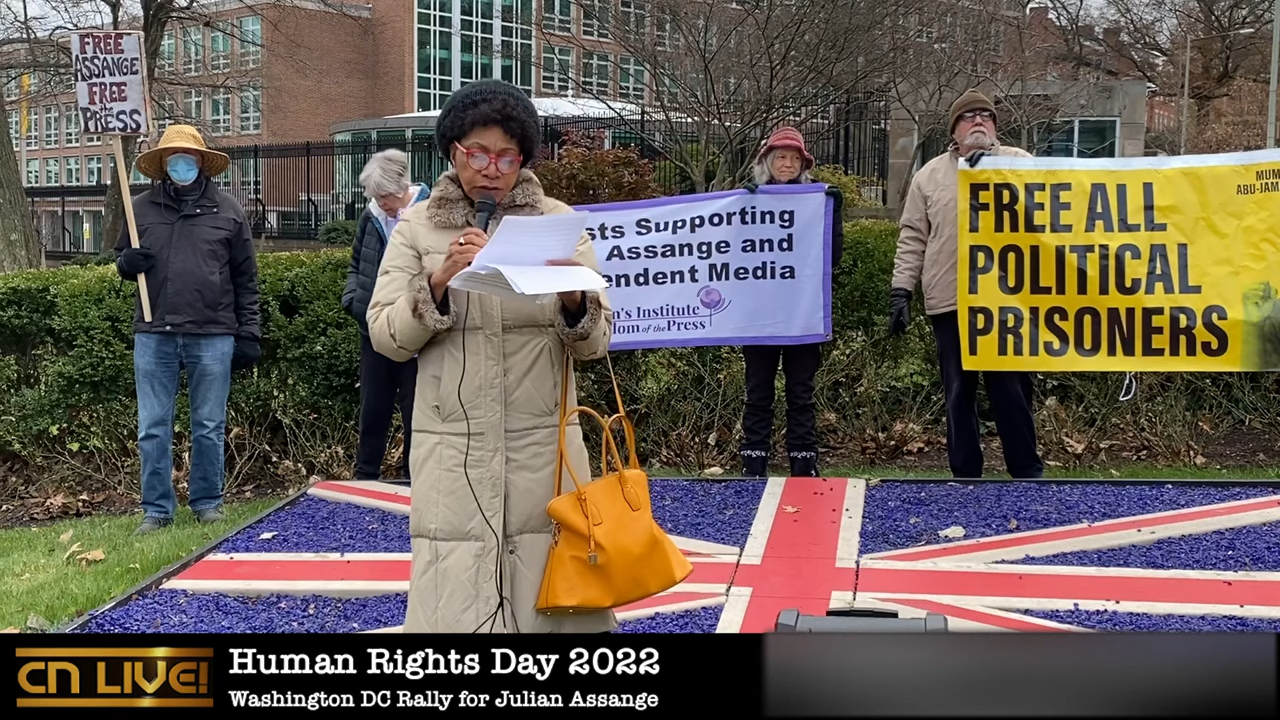 FREE
ASSANGE
FREE
the
PRESS
sts Supporting
Assange and
endent Media
n's Institute
dom of the Press
FREE ALL
POLITICAL
PRISONERS
MUM
ABU-JAM
CN LIVE!
Human Rights Day 2022
Washington DC Rally for Julian Assange